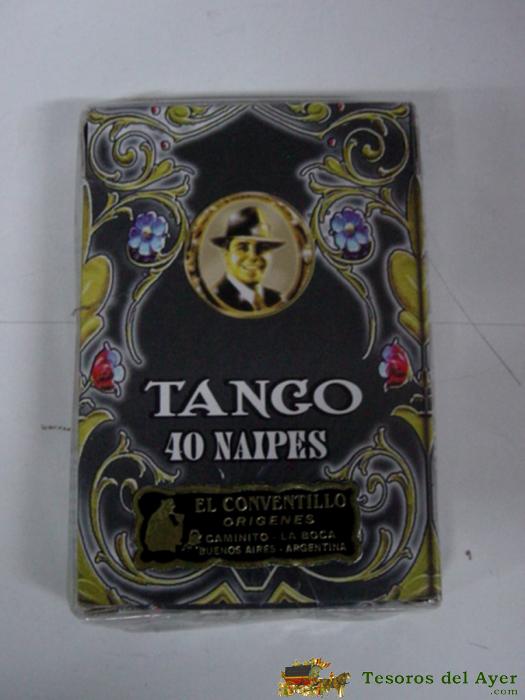 TANGO
40 NAIPES
EL CONVENTILLO
ORIGENES
CAMINITO - LA BOCA
BUENOS AIRES - ARGENTINA
Tesoros del Ayer
.com